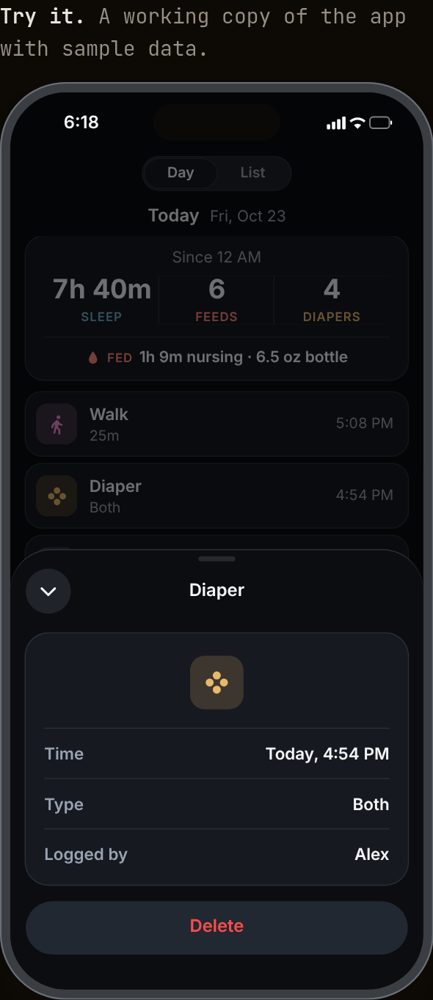 Try it. A working copy of the app
with sample data.
6:18
Day List
Today Fri, Oct 23
Since 12 AM
7h 40m 6 4
SLEEP FEEDS DIAPERS
FED 1h 9m nursing · 6.5 oz bottle
Walk
25m
5:08 PM
Diaper
Both
4:54 PM
Diaper
Time Today, 4:54 PM
Type Both
Logged by Alex
Delete